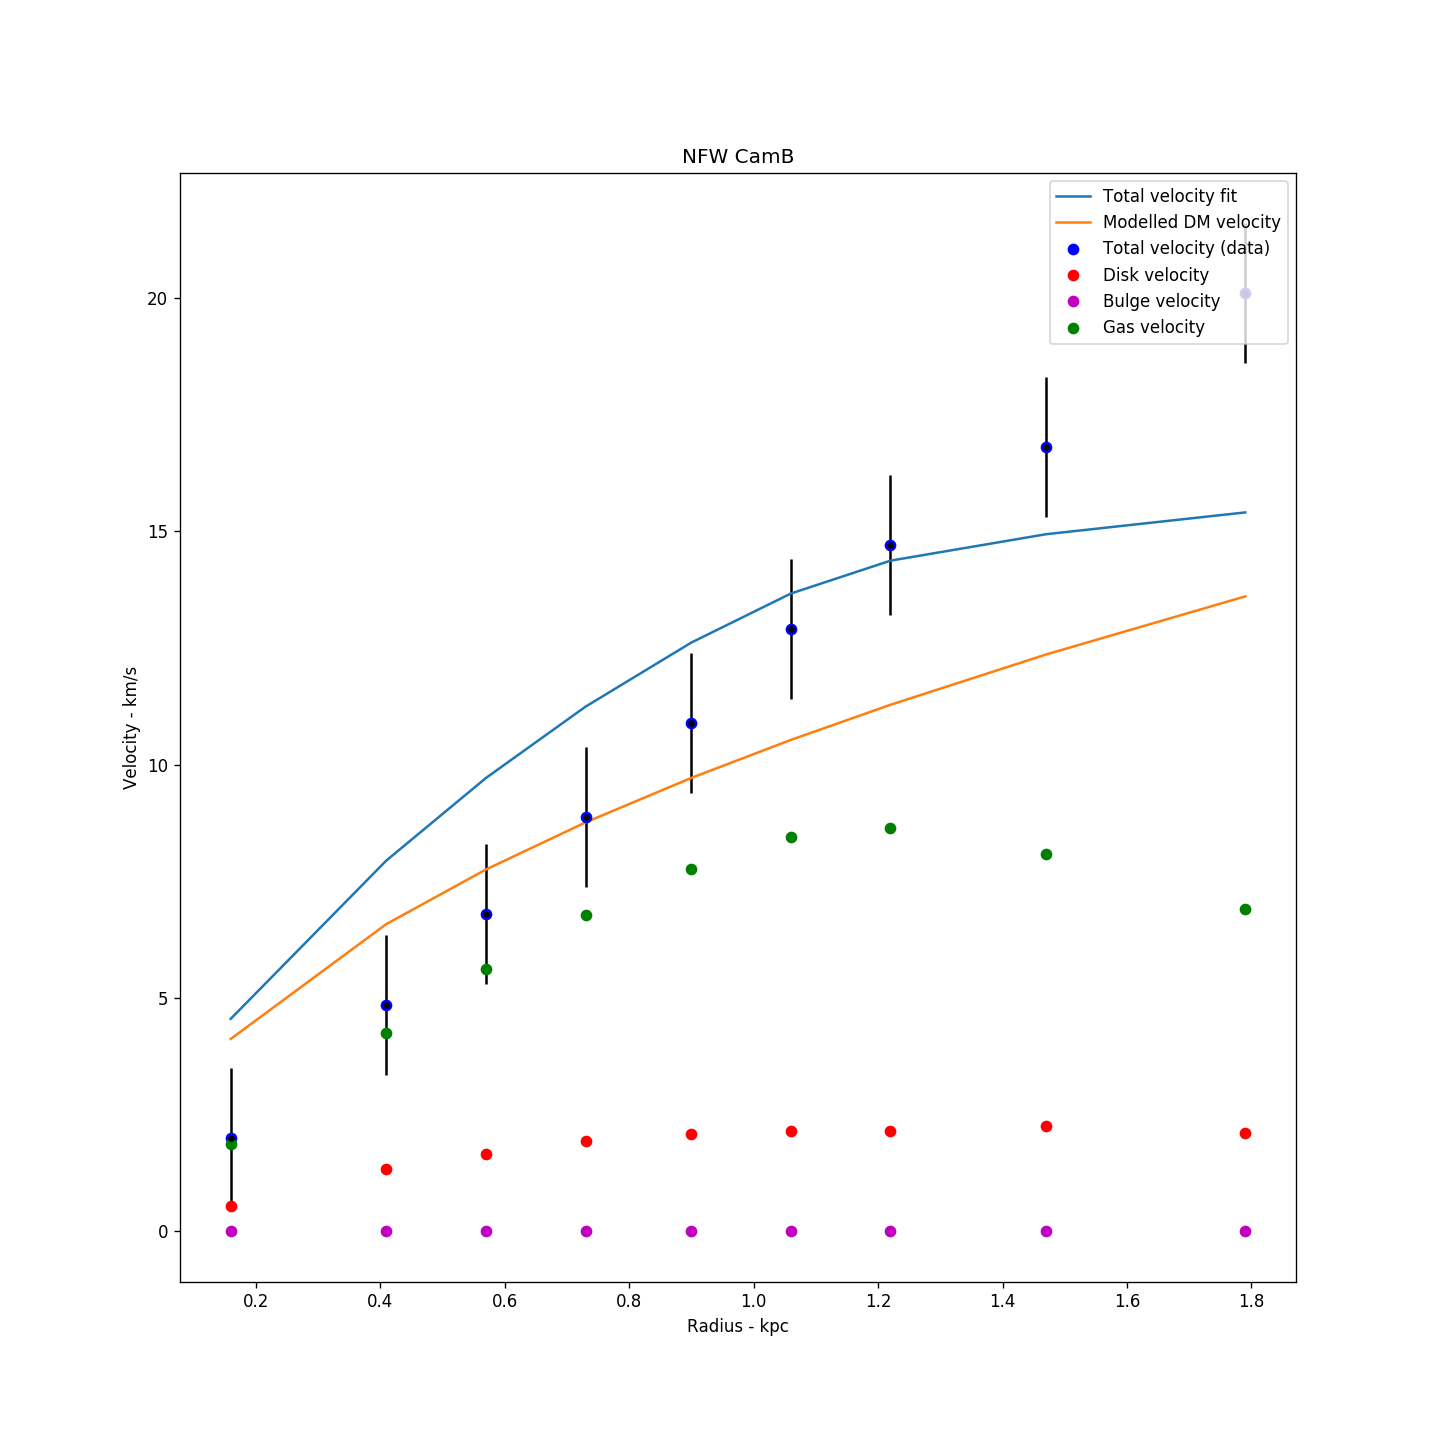 NFW CamB
Total velocity fit
Modelled DM velocity
Total velocity (data)
Disk velocity
Bulge velocity
Gas velocity
20
15
10
5
0
Velocity - km/s
0.2 0.4 0.6 0.8 1.0 1.2 1.4 1.6 1.8
Radius - kpc